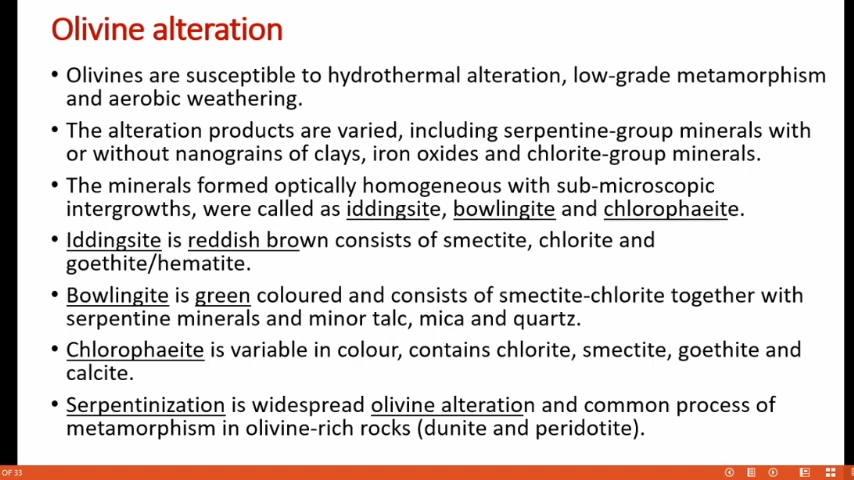 Olivine alteration
• Olivines are susceptible to hydrothermal alteration, low-grade metamorphism
and aerobic weathering.
• The alteration products are varied, including serpentine-group minerals with
or without nanograins of clays, iron oxides and chlorite-group minerals.
• The minerals formed optically homogeneous with sub-microscopic
intergrowths, were called as iddingsite, bowlingite and chlorophaeite.
• Iddingsite is reddish brown consists of smectite, chlorite and
goethite/hematite.
• Bowlingite is green coloured and consists of smectite-chlorite together with
serpentine minerals and minor talc, mica and quartz.
• Chlorophaeite is variable in colour, contains chlorite, smectite, goethite and
calcite.
• Serpentinization is widespread olivine alteration and common process of
metamorphism in olivine-rich rocks (dunite and peridotite).
OF 33